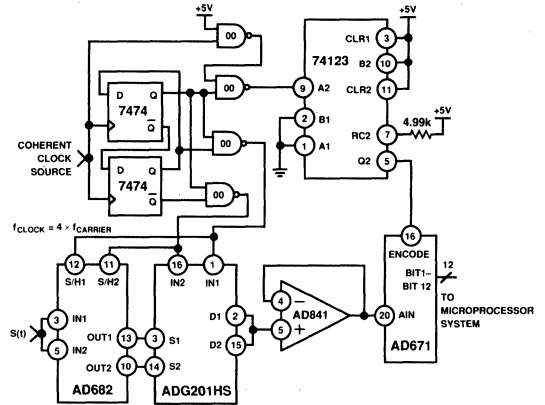 +5V
00
74123
+5V
CLR1 3
B2 10
CLR2 11
9 A2
00
D Q
7474
Q
2 B1
1 A1
RC2 7
4.99k
+5V
Q2 5
00
COHERENT
CLOCK
SOURCE
D Q
7474
Q
00
fCLOCK = 4 × fCARRIER
12 11
S/H1 S/H2
16 1
IN2 IN1
16
ENCODE
BIT1–
BIT 12
12
TO
MICROPROCESSOR
SYSTEM
S(t)
3 IN1
5 IN2
OUT1 13
OUT2 10
3 S1
14 S2
D1 2
D2 15
4 –
AD841
5 +
20 AIN
AD671
AD682
ADG201HS